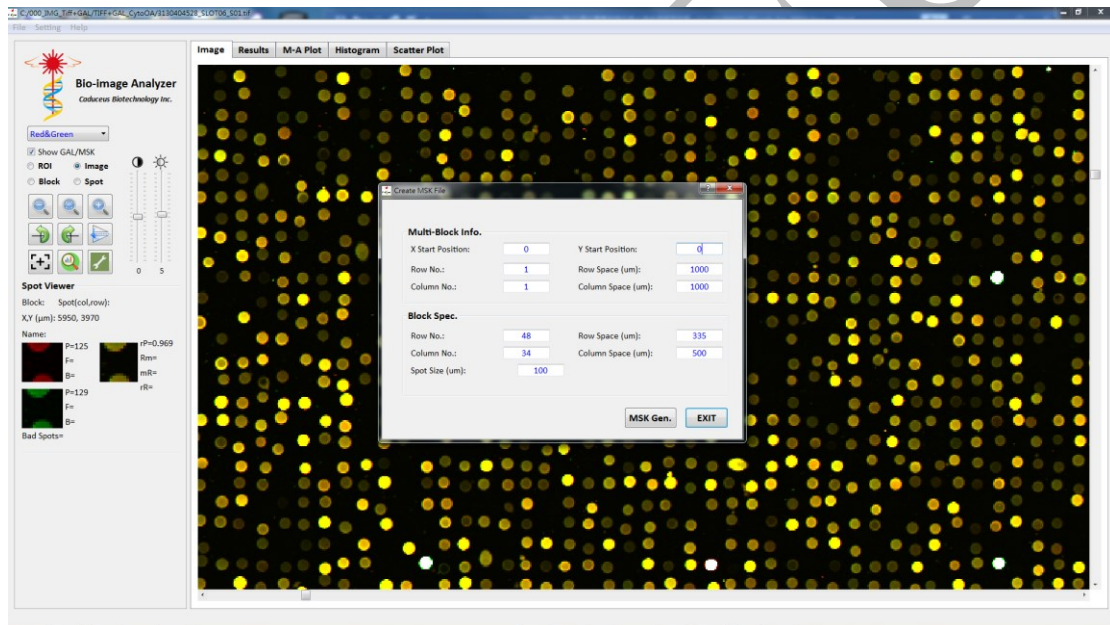 C:/000_IMG_Tiff+GAL/TIFF+GAL_CytoOA/3130404528_SLOT06_S01.tif
File Setting Help
Image Results M-A Plot Histogram Scatter Plot
Bio-image Analyzer
Caduceus Biotechnology Inc.
Red&Green
Show GAL/MSK
ROI Image
Block Spot
0 5
Spot Viewer
Block: Spot(col,row):
X,Y (μm): 5950, 3970
Name:
P=125
F=
B=
rP=0.969
Rm=
mR=
rR=
P=129
F=
B=
Bad Spots=
Create MSK File
Multi-Block Info.
X Start Position: 0 Y Start Position: 0
Row No.: 1 Row Space (um): 1000
Column No.: 1 Column Space (um): 1000
Block Spec.
Row No.: 48 Row Space (um): 335
Column No.: 34 Column Space (um): 500
Spot Size (um): 100
MSK Gen. EXIT